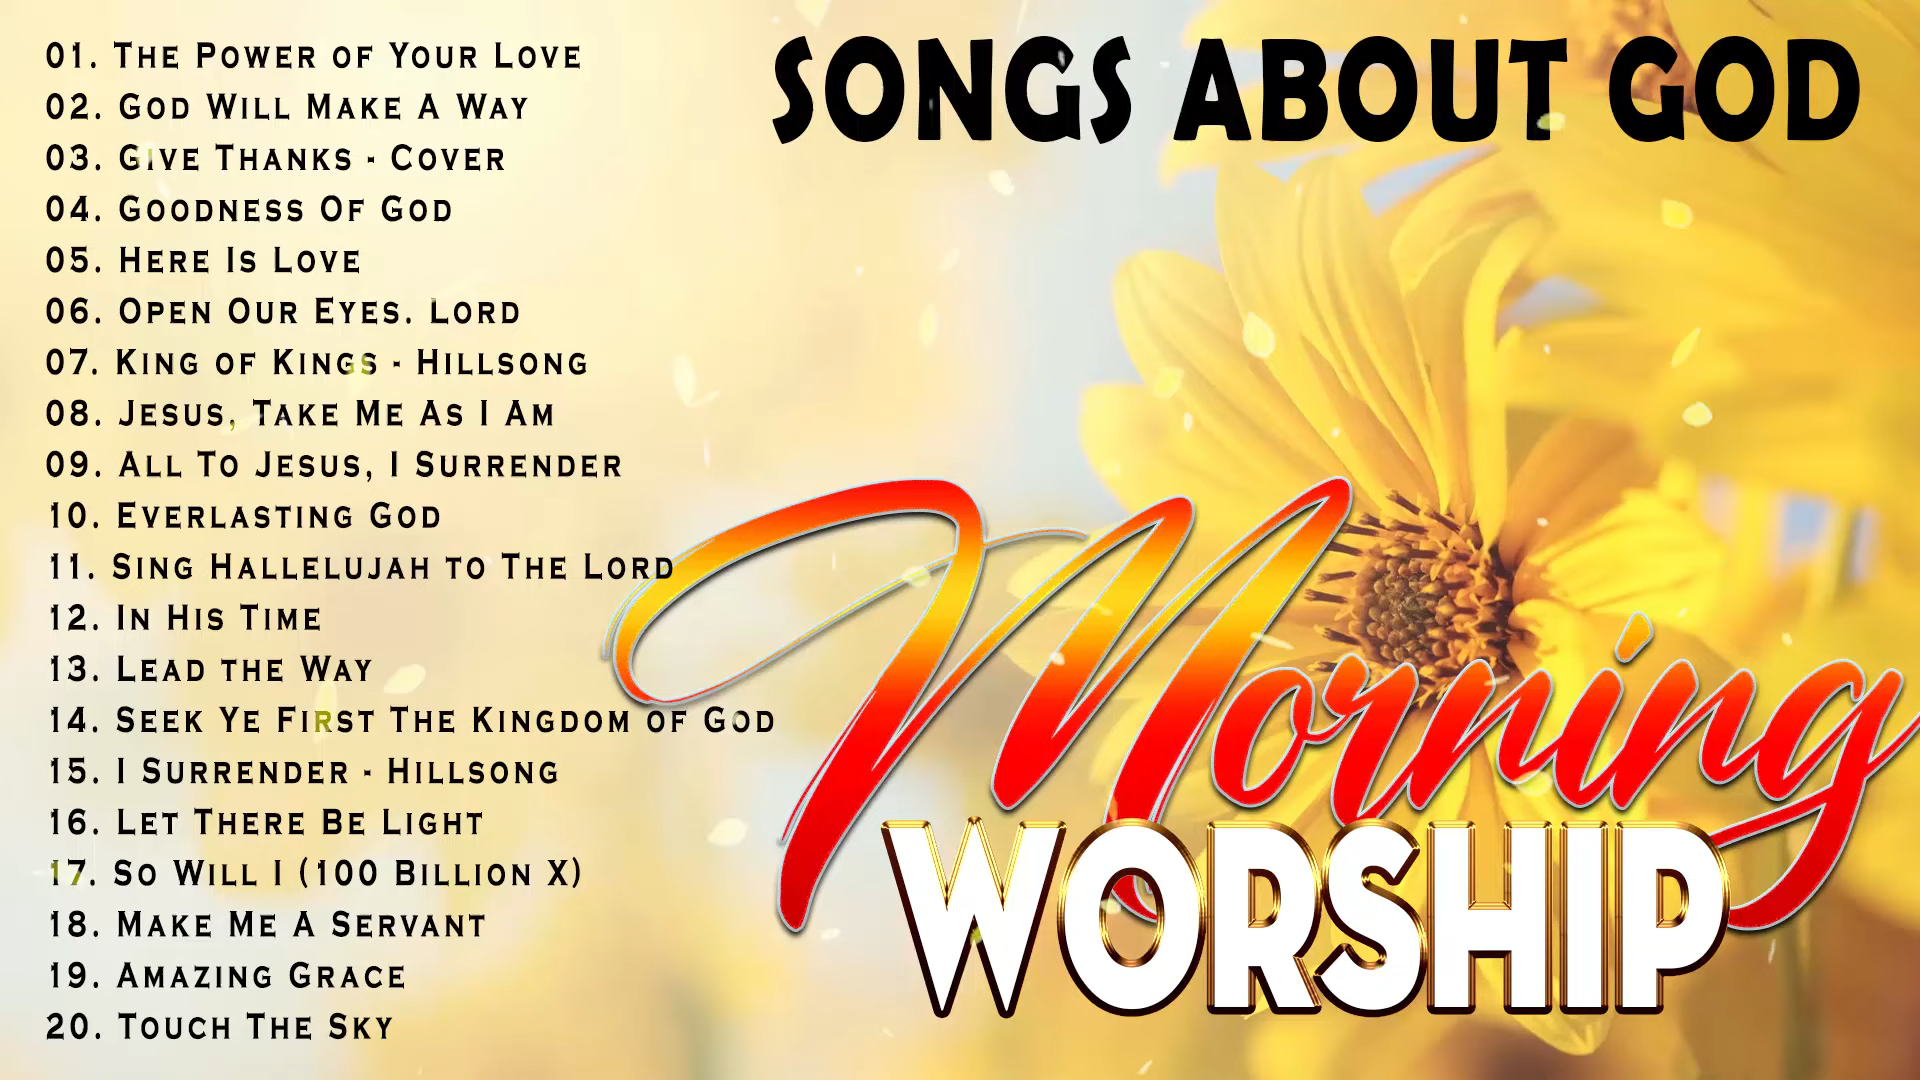 01. The Power of Your Love
02. God Will Make A Way
03. Give Thanks - Cover
04. Goodness Of God
05. Here Is Love
06. Open Our Eyes. Lord
07. King of Kings - Hillsong
08. Jesus, Take Me As I Am
09. All To Jesus, I Surrender
10. Everlasting God
11. Sing Hallelujah to The Lord
12. In His Time
13. Lead the Way
14. Seek Ye First The Kingdom of God
15. I Surrender - Hillsong
16. Let There Be Light
17. So Will I (100 Billion X)
18. Make Me A Servant
19. Amazing Grace
20. Touch The Sky
SONGS ABOUT GOD
Morning
WORSHIP